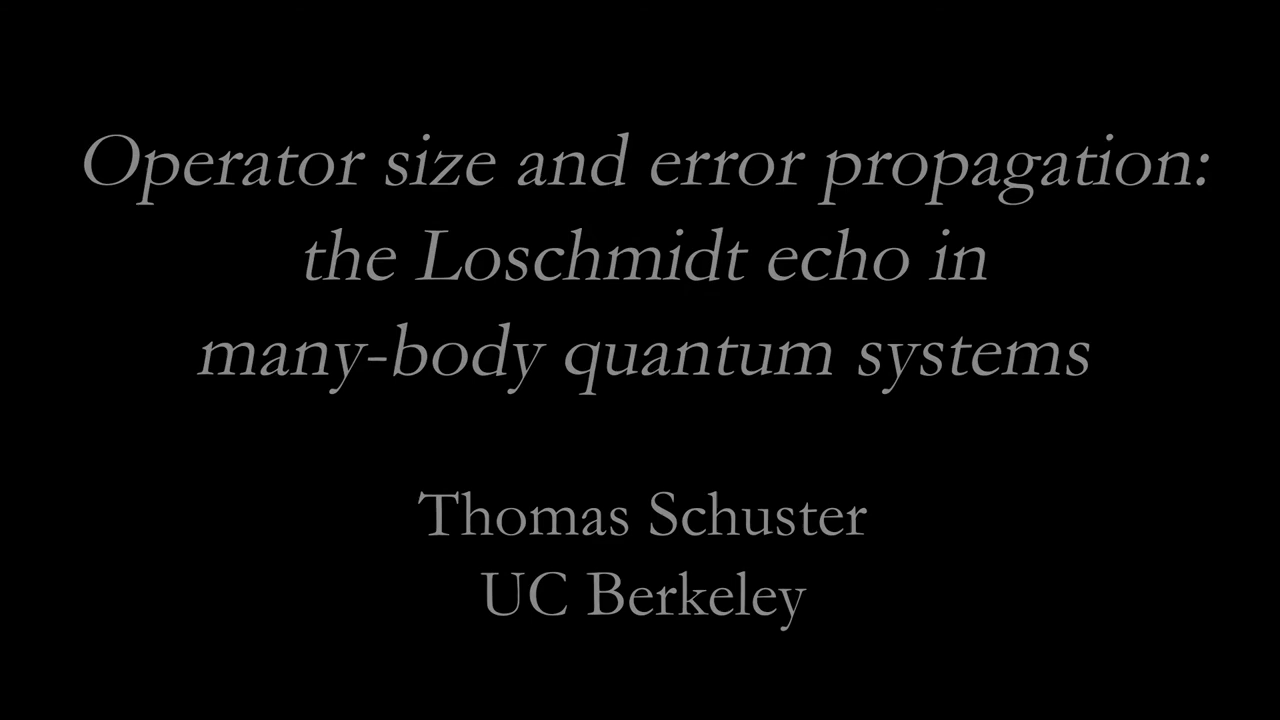 Operator size and error propagation:
the Loschmidt echo in
many-body quantum systems
Thomas Schuster
UC Berkeley